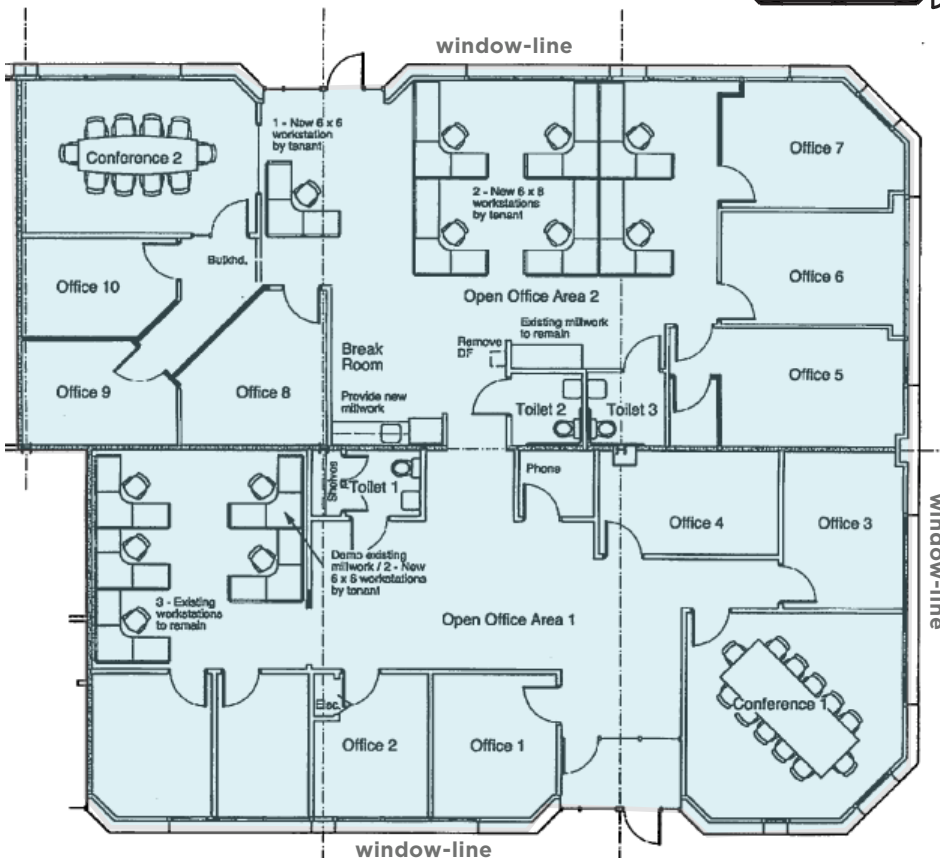 window-line
1 - New 6 x 6
workstation
by tenant
Conference 2
Office 7
2 - New 6 x 8
workstations
by tenant
Bulkhd.
Office 10
Office 6
Open Office Area 2
Existing millwork
to remain
Remove
DF
Break
Room
Office 9
Office 8
Office 5
Provide new
millwork
Toilet 2
Toilet 3
Shelves
Toilet 1
Phone
Office 4
Office 3
window-line
Demo existing
millwork / 2 - New
6 x 6 workstations
by tenant
3 - Existing
workstations
to remain
Open Office Area 1
Elec.
Conference 1
Office 2
Office 1
window-line